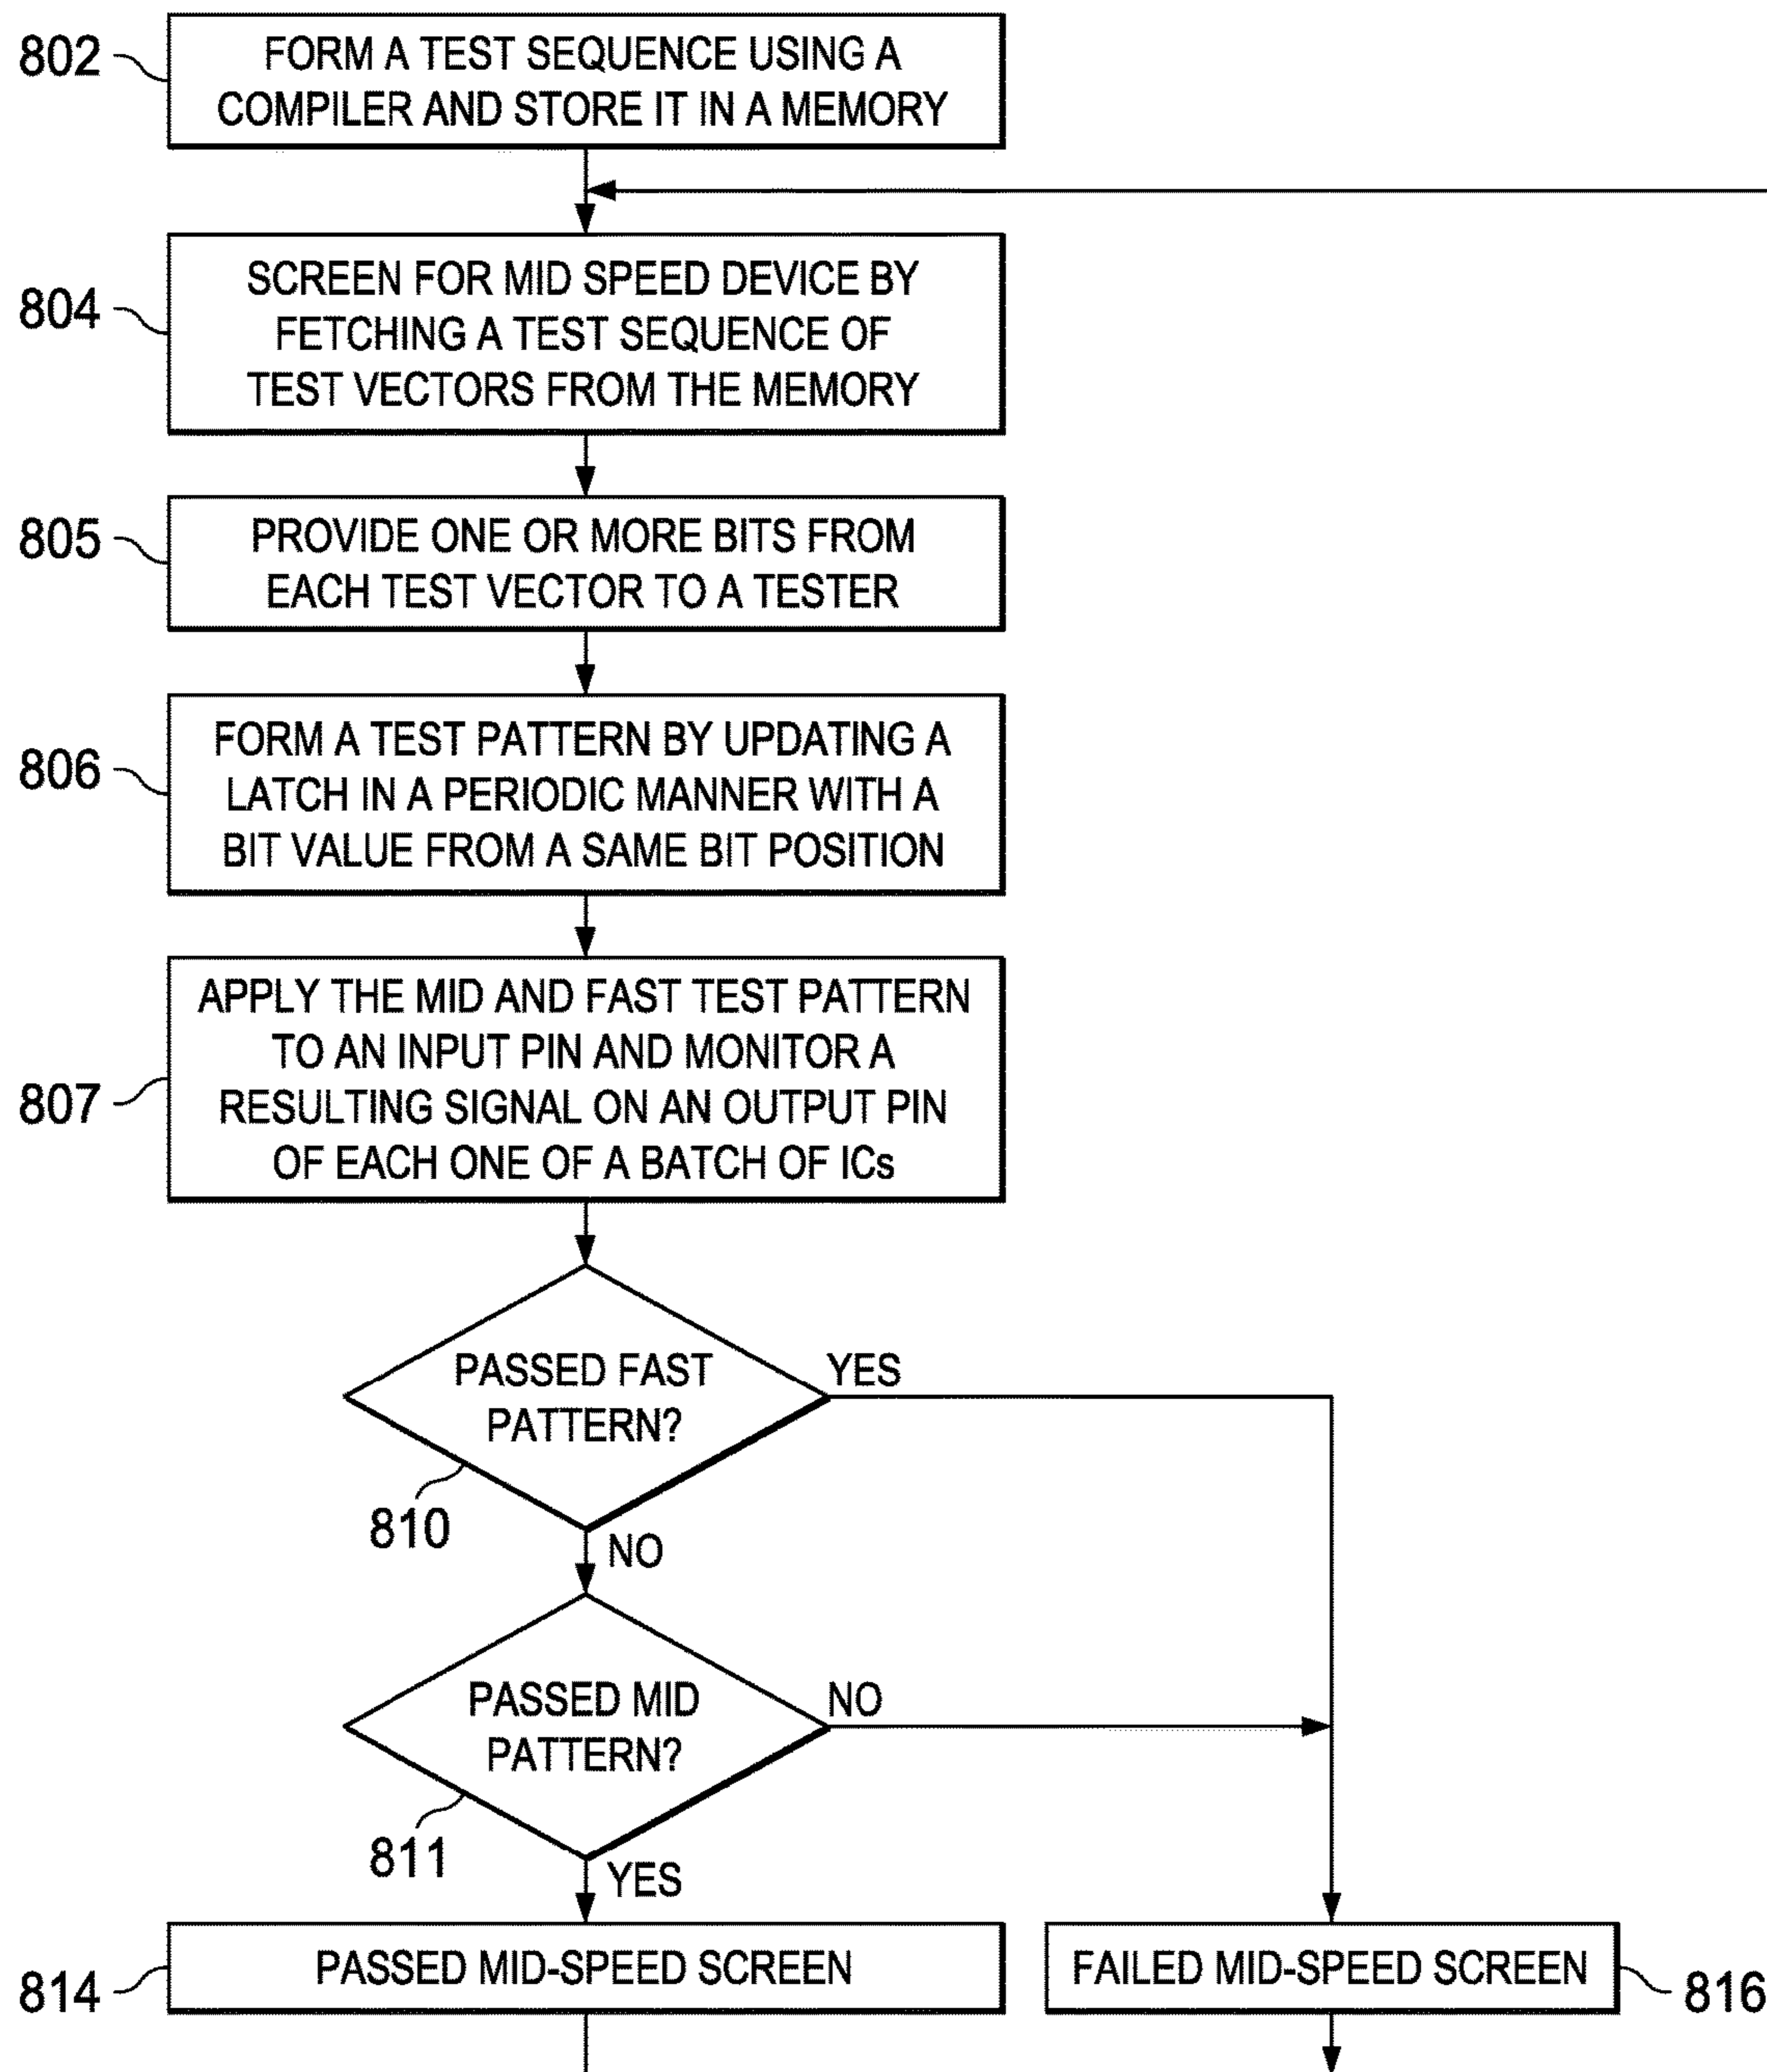 802
FORM A TEST SEQUENCE USING A
COMPILER AND STORE IT IN A MEMORY
804
SCREEN FOR MID SPEED DEVICE BY
FETCHING A TEST SEQUENCE OF
TEST VECTORS FROM THE MEMORY
805
PROVIDE ONE OR MORE BITS FROM
EACH TEST VECTOR TO A TESTER
806
FORM A TEST PATTERN BY UPDATING A
LATCH IN A PERIODIC MANNER WITH A
BIT VALUE FROM A SAME BIT POSITION
807
APPLY THE MID AND FAST TEST PATTERN
TO AN INPUT PIN AND MONITOR A
RESULTING SIGNAL ON AN OUTPUT PIN
OF EACH ONE OF A BATCH OF ICs
PASSED FAST
PATTERN?
YES
810
NO
PASSED MID
PATTERN?
NO
811
YES
814
PASSED MID-SPEED SCREEN
FAILED MID-SPEED SCREEN
816